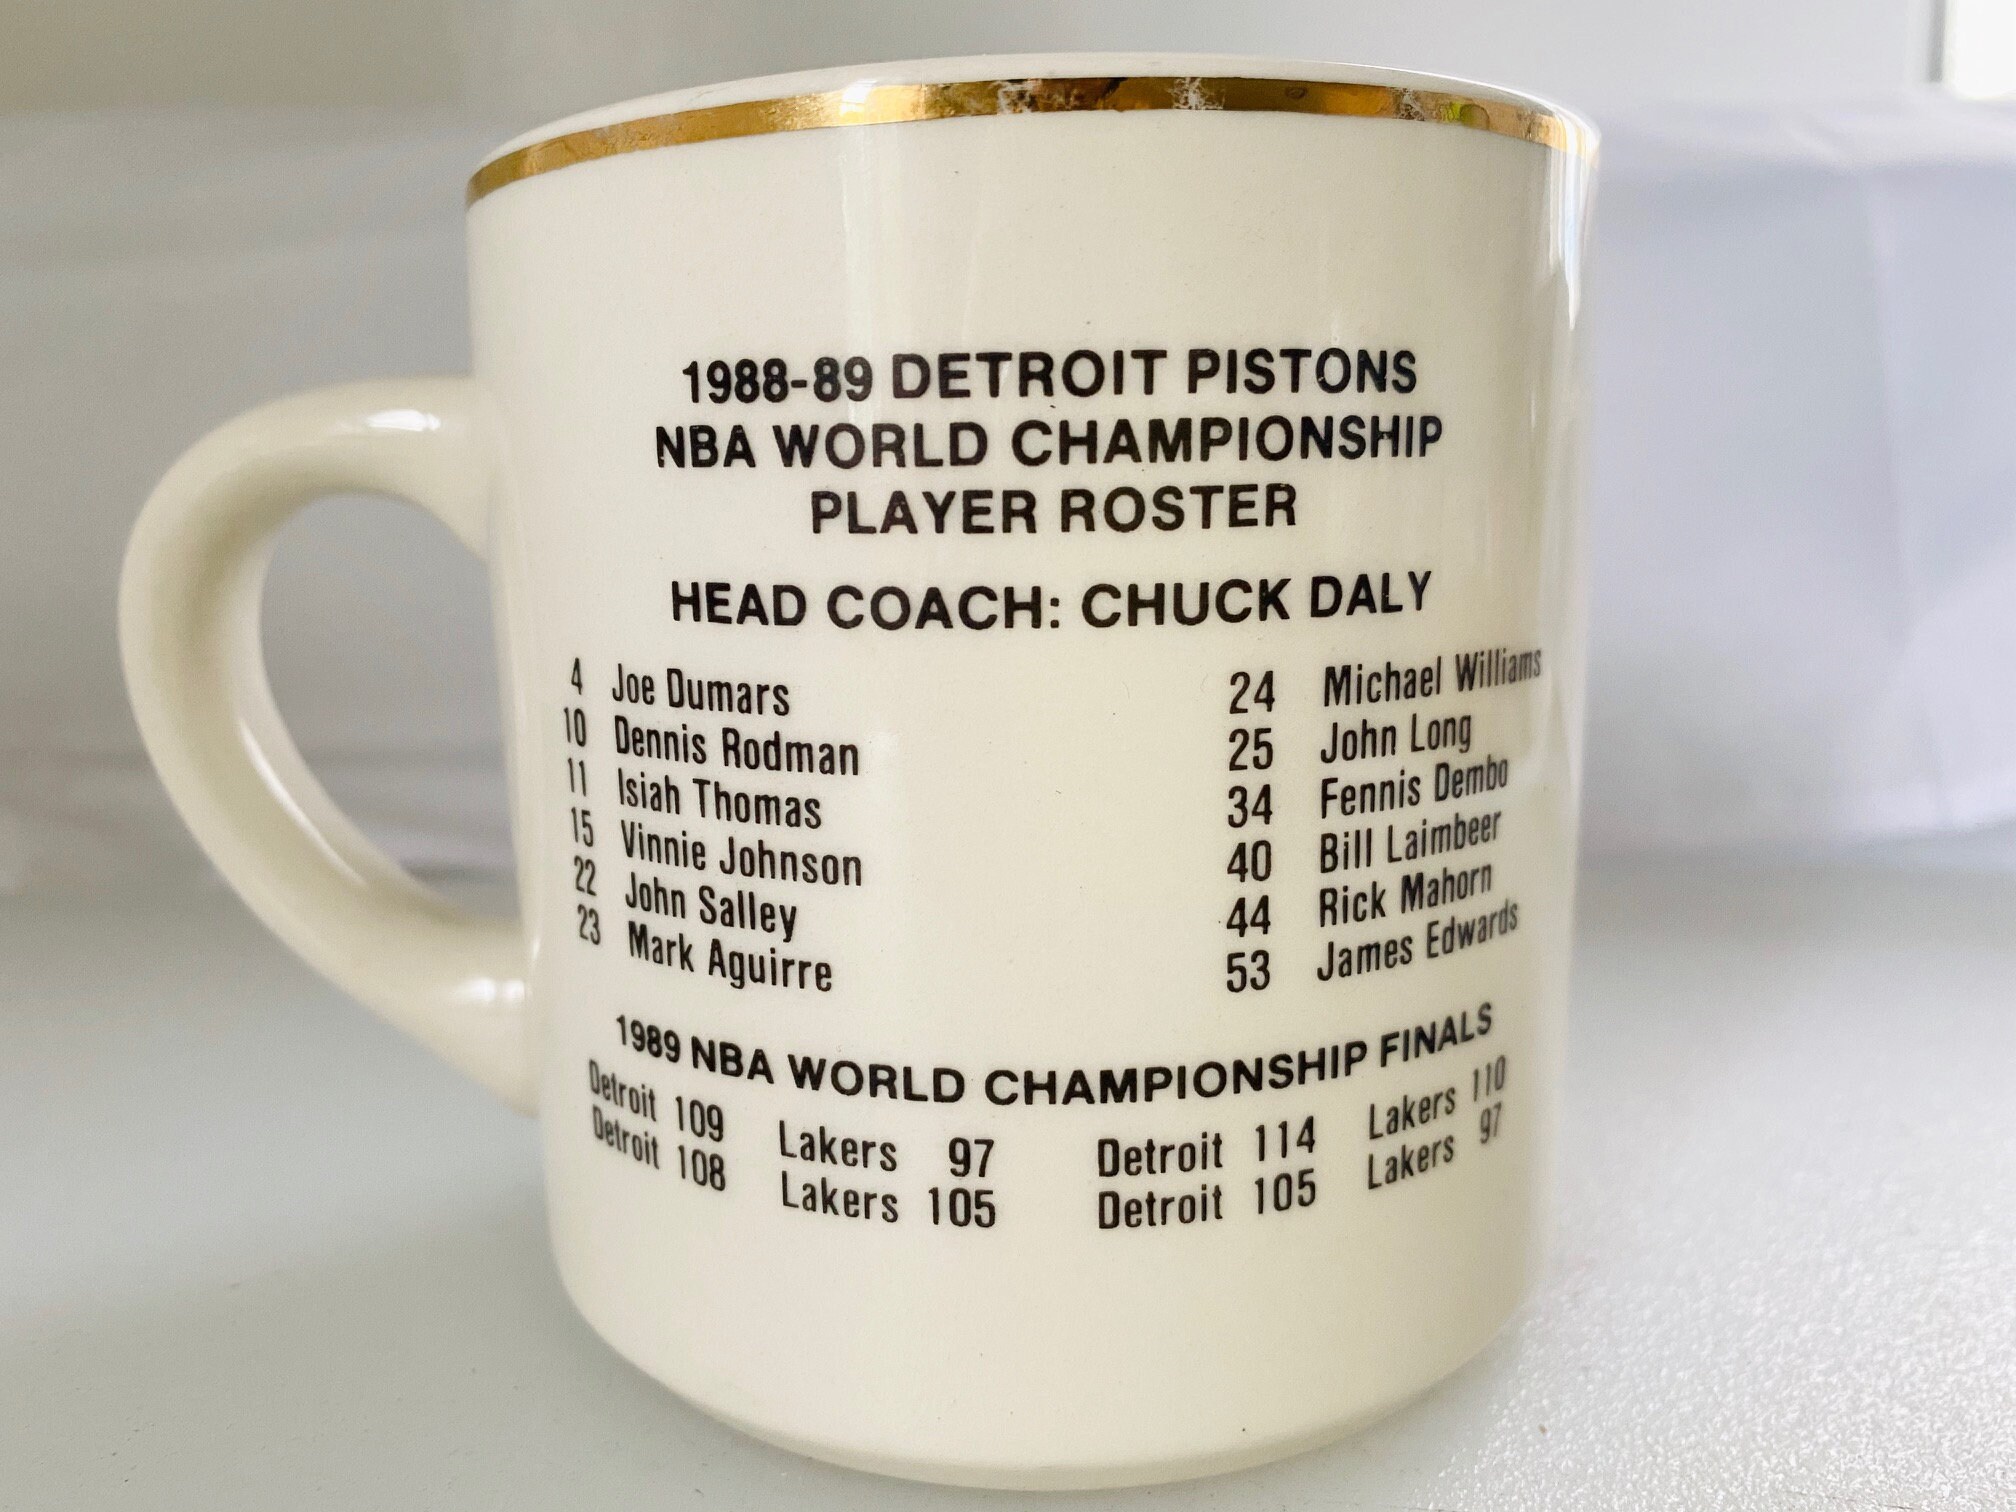 1988-89 DETROIT PISTONS
NBA WORLD CHAMPIONSHIP
PLAYER ROSTER
HEAD COACH: CHUCK DALY
4 Joe Dumars
10 Dennis Rodman
11 Isiah Thomas
15 Vinnie Johnson
22 John Salley
23 Mark Aguirre
24 Michael Williams
25 John Long
34 Fennis Dembo
40 Bill Laimbeer
44 Rick Mahorn
53 James Edwards
1989 NBA WORLD CHAMPIONSHIP FINALS
Detroit 109 Lakers 97 Detroit 114 Lakers 110
Detroit 108 Lakers 105 Detroit 105 Lakers 97